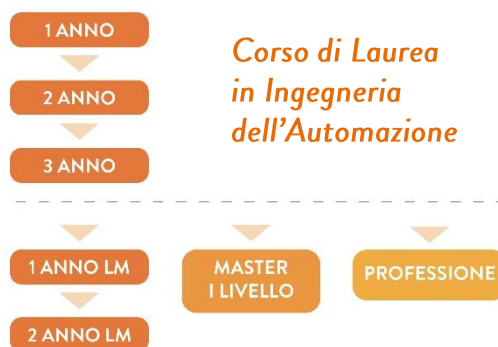 1 ANNO
Corso di Laurea
in Ingegneria
dell'Automazione
2 ANNO
3 ANNO
1 ANNO LM
MASTER
I LIVELLO
PROFESSIONE
2 ANNO LM